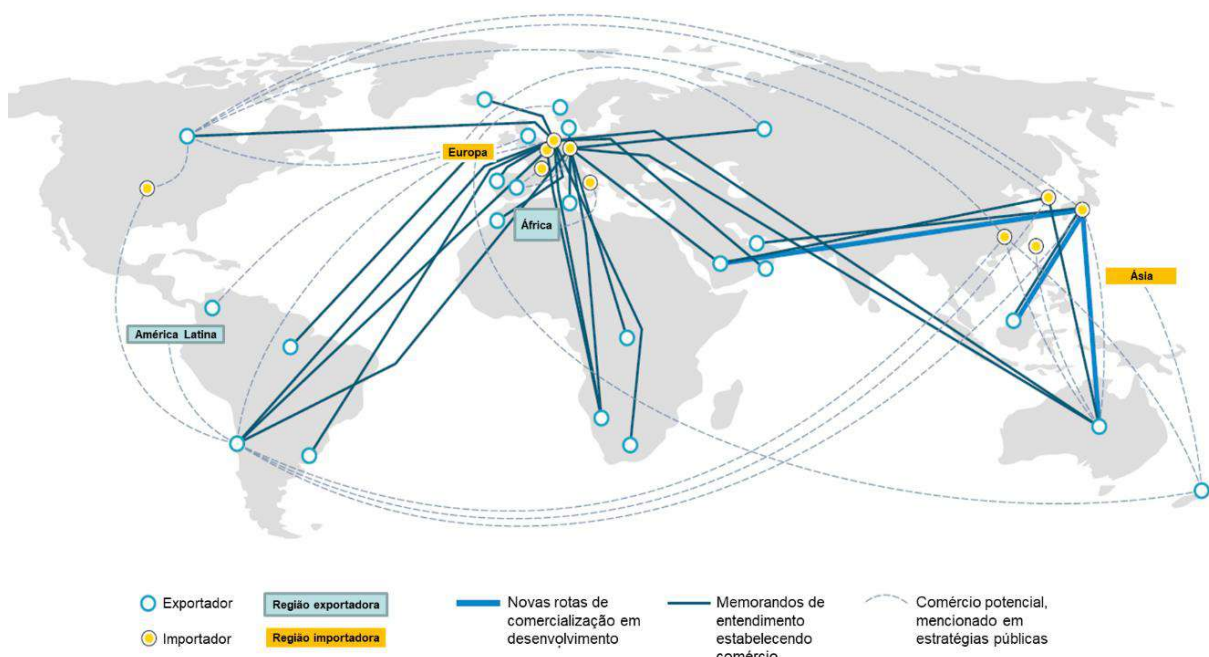 Europa
África
Ásia
América Latina
Exportador
Importador
Região exportadora
Região importadora
Novas rotas de
comercialização em
desenvolvimento
Memorandos de
entendimento
estabelecendo
comércio
Comércio potencial,
mencionado em
estratégias públicas